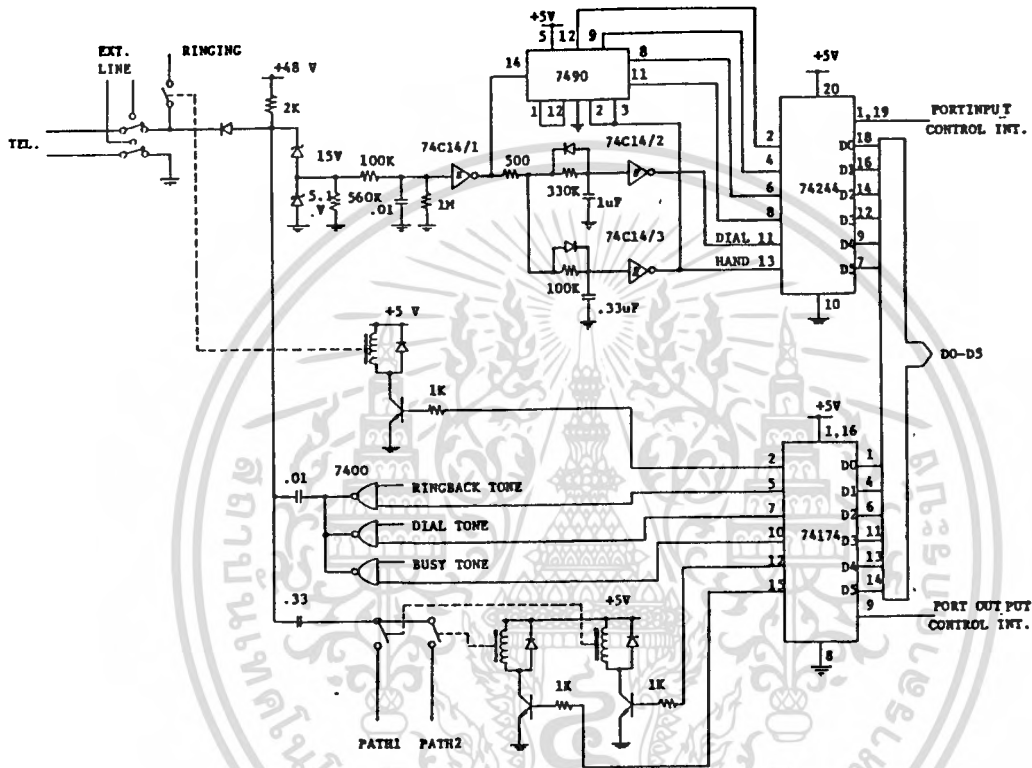 +5V
5 12 9
EXT.
LINE
RINGING
+48 V
2K
14
7490
8
11
1 12 2 3
+5V
20
1,19
PORTINPUT
CONTROL INT.
TEL.
15V
100K
74C14/1
500
74C14/2
2
4
6
8
74244
D0 18
D1 16
D2 14
D3 12
D4 9
D5 7
5.1
V
560K
.01
1M
330K
1uF
DIAL 11
HAND 13
74C14/3
100K
.33uF
10
+5 V
D0-D5
1K
+5V
1,16
2
5
7
10
12
15
74174
D0 1
D1 4
D2 6
D3 11
D4 13
D5 14
.01
7400
RINGBACK TONE
DIAL TONE
BUSY TONE
9
PORT OUTPUT
CONTROL INT.
8
.33
+5V
1K
1K
PATH1
PATH2